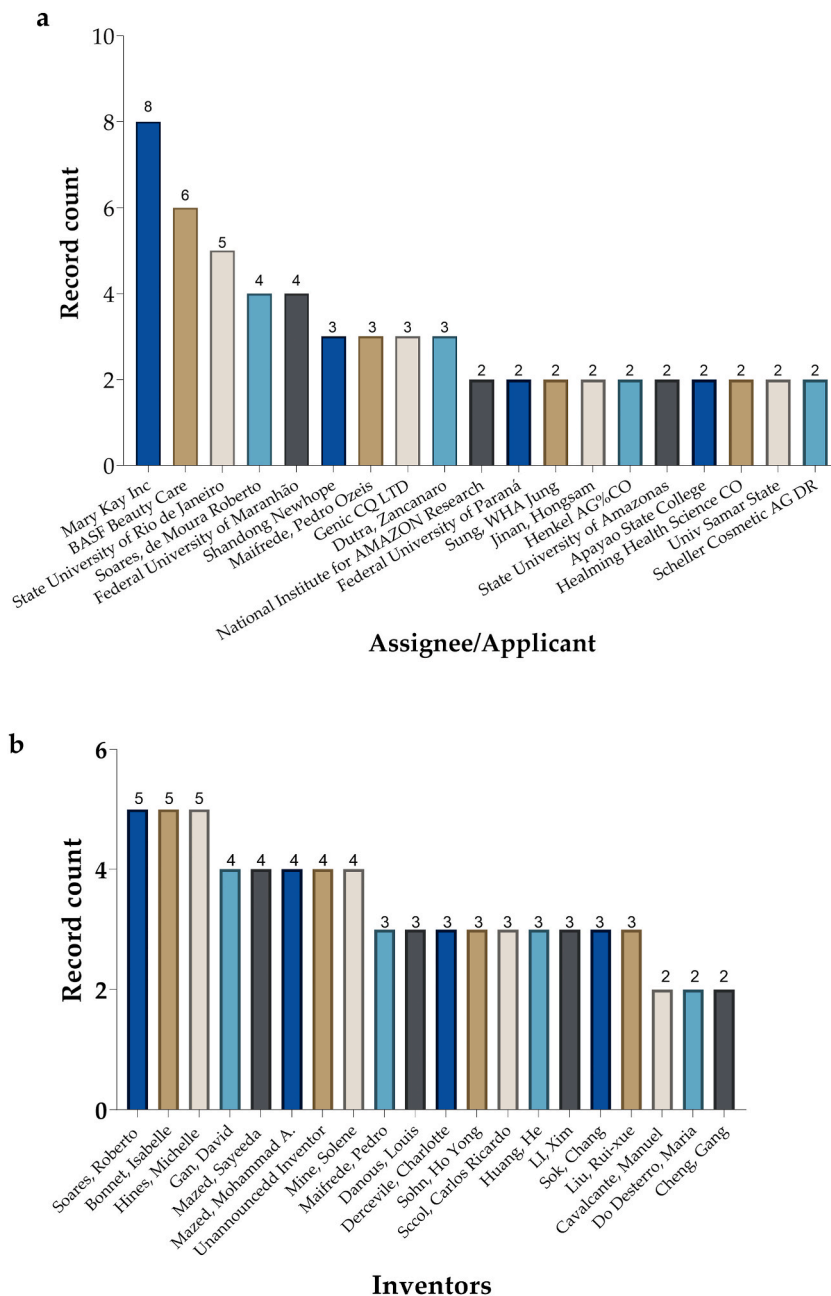 a
10
8
6
4
2
0
Record count
8
6
5
4
4
3
3
3
3
2
2
2
2
2
2
2
2
2
2
Mary Kay Inc
BASF Beauty Care
State University of Rio de Janeiro
Soares, de Moura Roberto
Federal University of Maranhão
Shandong Newhope
Maifrede, Pedro Ozeis
Genic CQ LTD
Dutra, Zancanaro
National Institute for AMAZON Research
Federal University of Paraná
Sung, WHA Jung
Jinan, Hongsam
Henkel AG%CO
State University of Amazonas
Apayao State College
Healming Health Science CO
Univ Samar State
Scheller Cosmetic AG DR
Assignee/Applicant
b
6
4
2
0
Record count
5
5
5
4
4
4
4
4
3
3
3
3
3
3
3
3
3
2
2
2
Soares, Roberto
Bonnet, Isabelle
Hines, Michelle
Gan, David
Mazed, Sayeeda
Mazed, Mohammad A.
Unannouncedd Inventor
Mine, Solene
Maifrede, Pedro
Danous, Louis
Dercevile, Charlotte
Sohn, Ho Yong
Sccol, Carlos Ricardo
Huang, He
LI, Xim
Sok, Chang
Liu, Rui-xue
Cavalcante, Manuel
Do Desterro, Maria
Cheng, Gang
Inventors